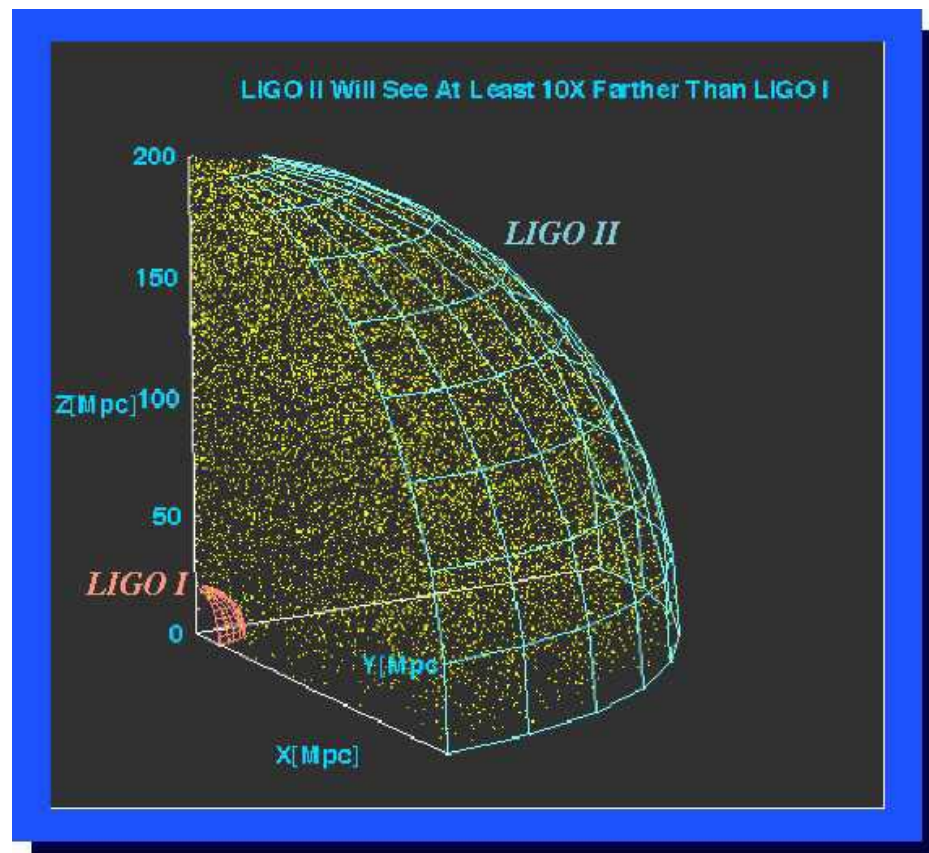 LIGO II Will See At Least 10X Farther Than LIGO I
200
LIGO II
150
Z[Mpc] 100
50
LIGO I
0
Y[Mpc
X[Mpc]